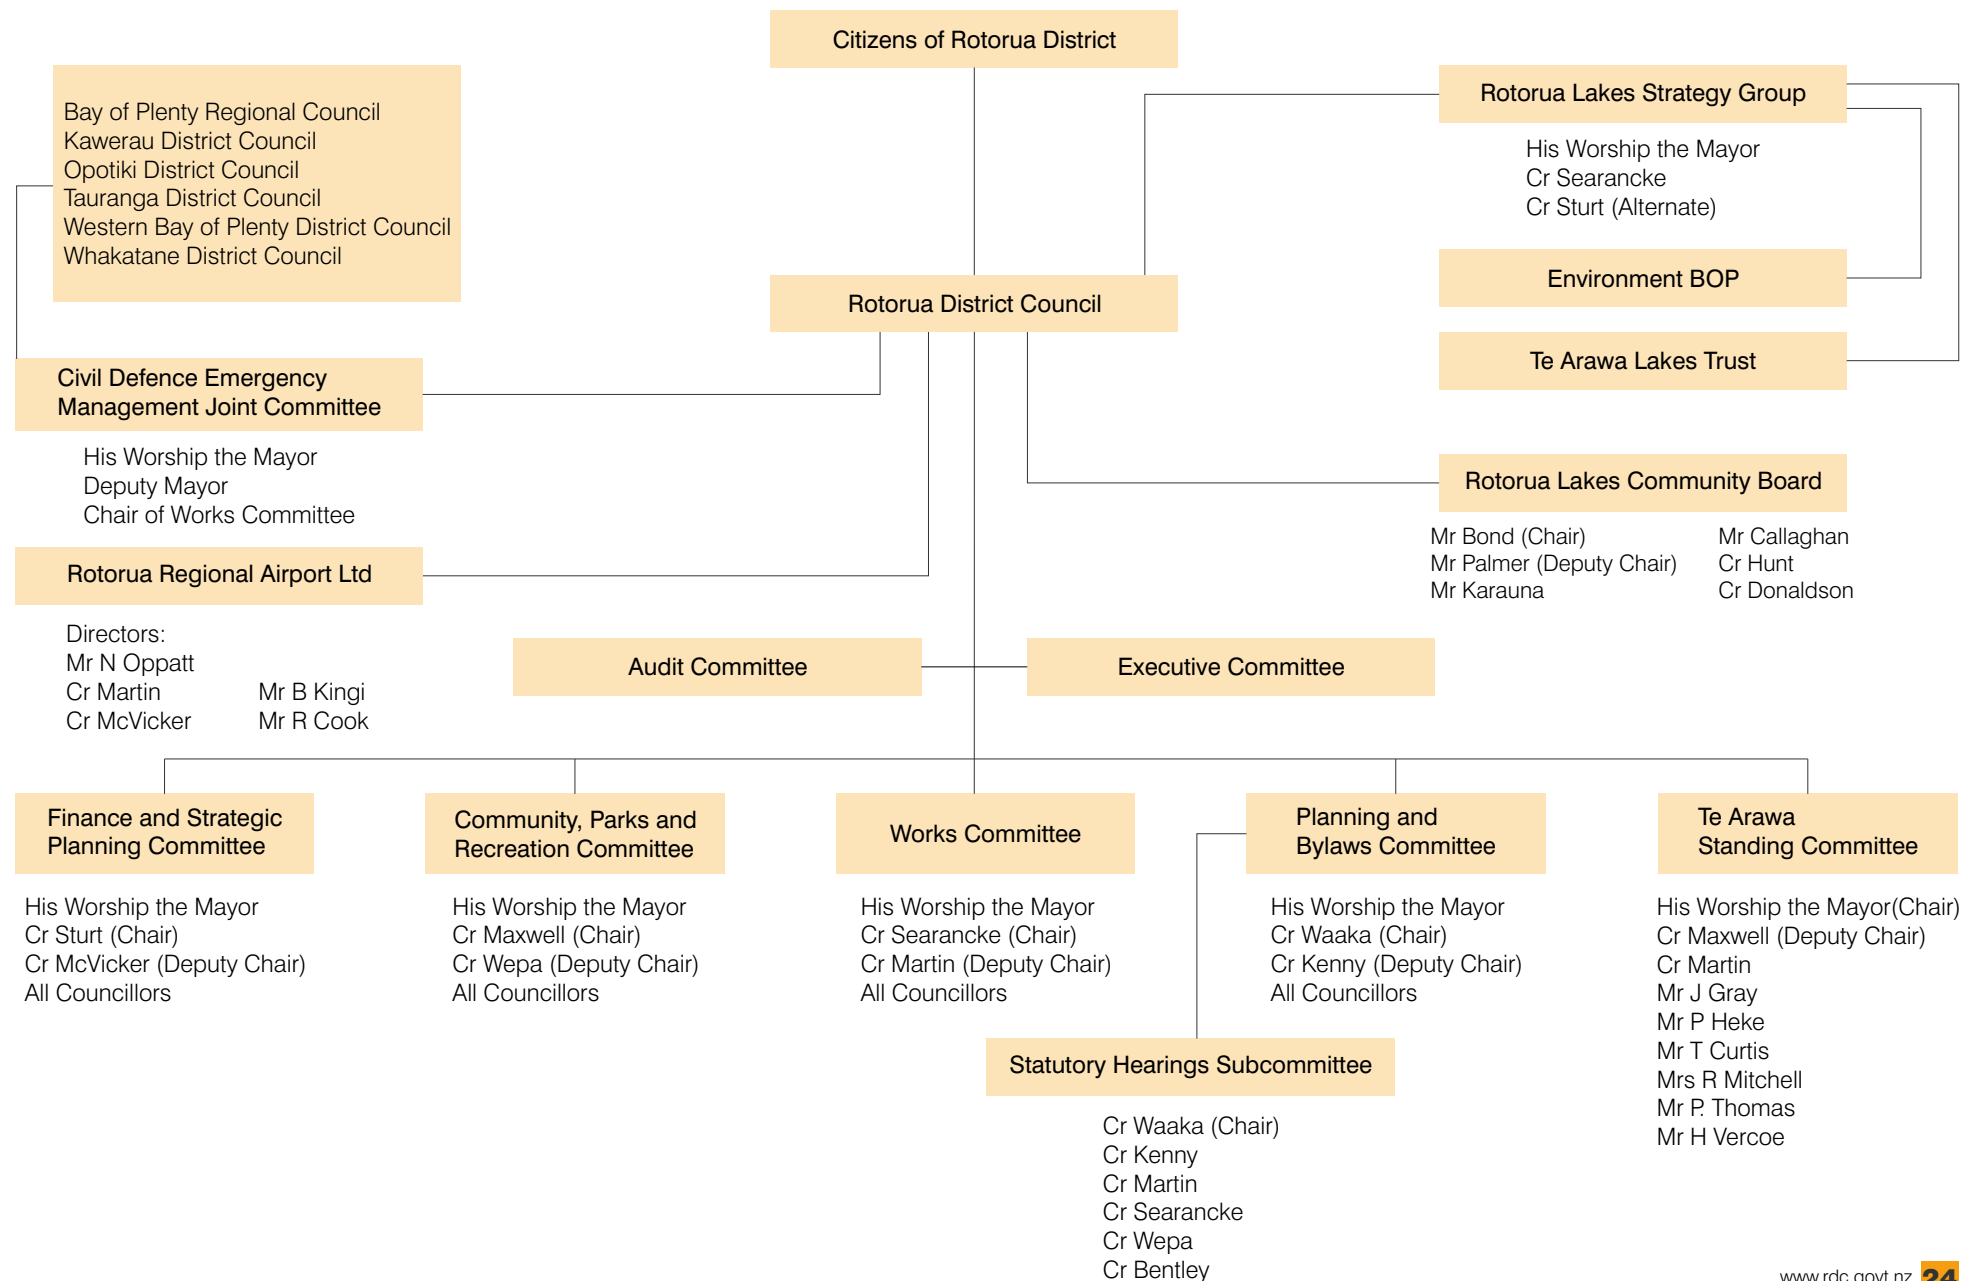 Citizens of Rotorua District
Bay of Plenty Regional Council
Kawerau District Council
Opotiki District Council
Tauranga District Council
Western Bay of Plenty District Council
Whakatane District Council
Rotorua Lakes Strategy Group
His Worship the Mayor
Cr Searancke
Cr Sturt (Alternate)
Environment BOP
Rotorua District Council
Te Arawa Lakes Trust
Civil Defence Emergency
Management Joint Committee
His Worship the Mayor
Deputy Mayor
Chair of Works Committee
Rotorua Lakes Community Board
Mr Bond (Chair)
Mr Palmer (Deputy Chair)
Mr Karauna
Mr Callaghan
Cr Hunt
Cr Donaldson
Rotorua Regional Airport Ltd
Directors:
Mr N Oppatt
Cr Martin
Cr McVicker
Mr B Kingi
Mr R Cook
Audit Committee
Executive Committee
Finance and Strategic
Planning Committee
His Worship the Mayor
Cr Sturt (Chair)
Cr McVicker (Deputy Chair)
All Councillors
Community, Parks and
Recreation Committee
His Worship the Mayor
Cr Maxwell (Chair)
Cr Wepa (Deputy Chair)
All Councillors
Works Committee
His Worship the Mayor
Cr Searancke (Chair)
Cr Martin (Deputy Chair)
All Councillors
Planning and
Bylaws Committee
His Worship the Mayor
Cr Waaka (Chair)
Cr Kenny (Deputy Chair)
All Councillors
Te Arawa
Standing Committee
His Worship the Mayor(Chair)
Cr Maxwell (Deputy Chair)
Cr Martin
Mr J Gray
Mr P Heke
Mr T Curtis
Mrs R Mitchell
Mr P. Thomas
Mr H Vercoe
Statutory Hearings Subcommittee
Cr Waaka (Chair)
Cr Kenny
Cr Martin
Cr Searancke
Cr Wepa
Cr Bentley
www.rdc.govt.nz 24